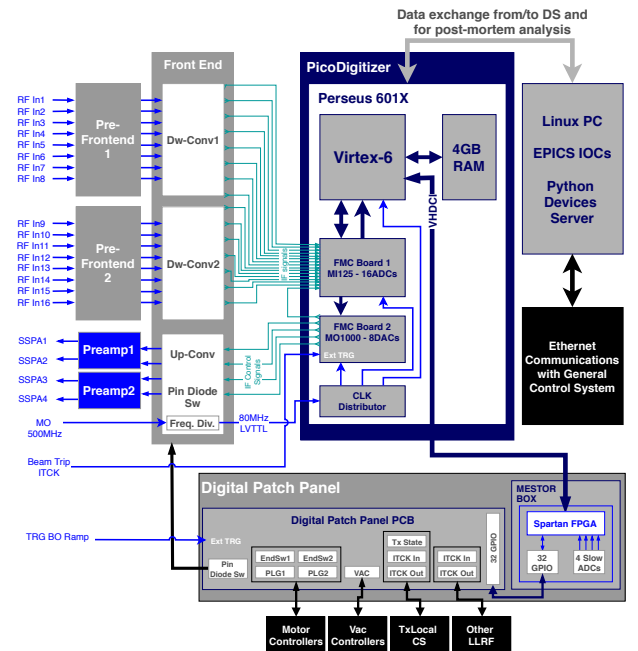 Data exchange from/to DS and
for post-mortem analysis
Front End
PicoDigitizer
Perseus 601X
RF In1
RF In2
RF In3
RF In4
RF In5
RF In6
RF In7
RF In8
Pre-
Frontend
1
Dw-Conv1
Virtex-6
4GB
RAM
VHDCI
Linux PC
EPICS IOCs
Python
Devices
Server
RF In9
RF In10
RF In11
RF In12
RF In13
RF In14
RF In15
RF In16
Pre-
Frontend
2
Dw-Conv2
IF signals
FMC Board 1
MI125 - 16ADCs
FMC Board 2
MO1000 - 8DACs
Ext TRG
SSPA1
SSPA2
SSPA3
SSPA4
Preamp1
Preamp2
Up-Conv
Pin Diode
Sw
IF Control
Signals
CLK
Distributor
Ethernet
Communications
with General
Control System
MO
500MHz
Freq. Div.
80MHz
LVTTL
Beam Trip
ITCK
Digital Patch Panel
MESTOR
BOX
TRG BO Ramp
Ext TRG
Digital Patch Panel PCB
Spartan FPGA
32 GPIO
32
GPIO
4 Slow
ADCs
Pin
Diode Sw
EndSw1
EndSw2
PLG1
PLG2
VAC
Tx State
ITCK In
ITCK Out
ITCK In
ITCK Out
Motor
Controllers
Vac
Controllers
TxLocal
CS
Other
LLRF